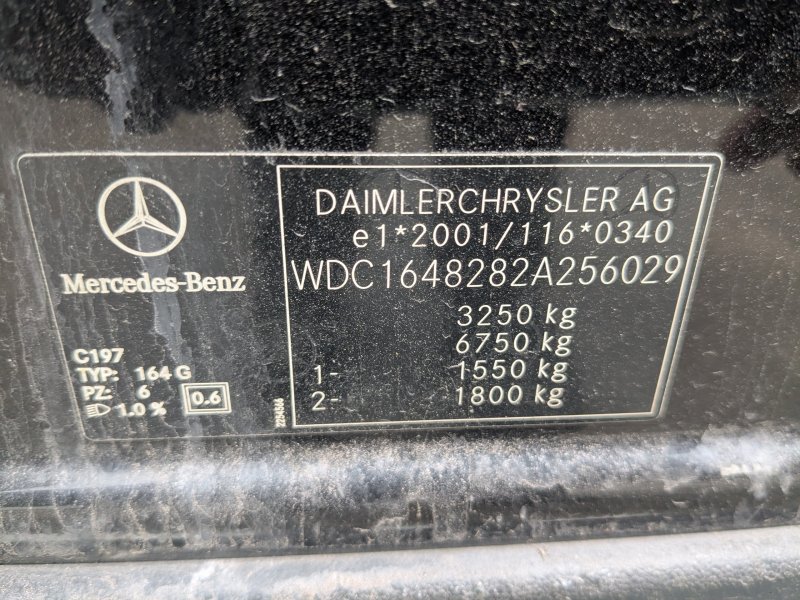 Mercedes-Benz
C197
TYP: 164 G
PZ: 6
1.0 %
0.6
DAIMLERCHRYSLER AG
e1*2001/116*0340
WDC1648282A256029
3250 kg
6750 kg
1- 1550 kg
2- 1800 kg